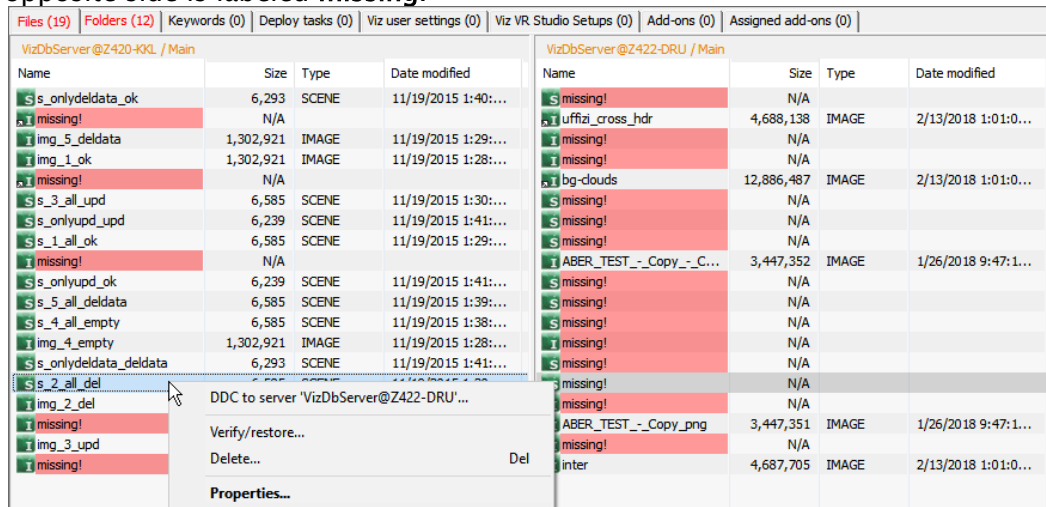 opposite side is labeled missing!
Files (19) Folders (12) Keywords (0) Deploy tasks (0) Viz user settings (0) Viz VR Studio Setups (0) Add-ons (0) Assigned add-ons (0)
VizDbServer@Z420-KKL / Main VizDbServer@Z422-DRU / Main
Name Size Type Date modified Name Size Type Date modified
s_onlydeldata_ok 6,293 SCENE 11/19/2015 1:40:... missing! N/A
missing! N/A uffizi_cross_hdr 4,688,138 IMAGE 2/13/2018 1:01:0...
img_5_deldata 1,302,921 IMAGE 11/19/2015 1:29:... missing! N/A
img_1_ok 1,302,921 IMAGE 11/19/2015 1:28:... missing! N/A
missing! N/A bg-clouds 12,886,487 IMAGE 2/13/2018 1:01:0...
s_3_all_upd 6,585 SCENE 11/19/2015 1:30:... missing! N/A
s_onlyupd_upd 6,239 SCENE 11/19/2015 1:41:... missing! N/A
s_1_all_ok 6,585 SCENE 11/19/2015 1:29:... missing! N/A
missing! N/A ABER_TEST_-_Copy_-_C... 3,447,352 IMAGE 1/26/2018 9:47:1...
s_onlyupd_ok 6,239 SCENE 11/19/2015 1:41:... missing! N/A
s_5_all_deldata 6,585 SCENE 11/19/2015 1:39:... missing! N/A
s_4_all_empty 6,585 SCENE 11/19/2015 1:38:... missing! N/A
img_4_empty 1,302,921 IMAGE 11/19/2015 1:28:... missing! N/A
s_onlydeldata_deldata 6,293 SCENE 11/19/2015 1:41:... missing! N/A
s_2_all_del missing! N/A
DDC to server 'VizDbServer@Z422-DRU'...
img_2_del missing! N/A
missing! Verify/restore... ABER_TEST_-_Copy_png 3,447,351 IMAGE 1/26/2018 9:47:1...
img_3_upd Delete... Del missing! N/A
missing! inter 4,687,705 IMAGE 2/13/2018 1:01:0...
Properties...